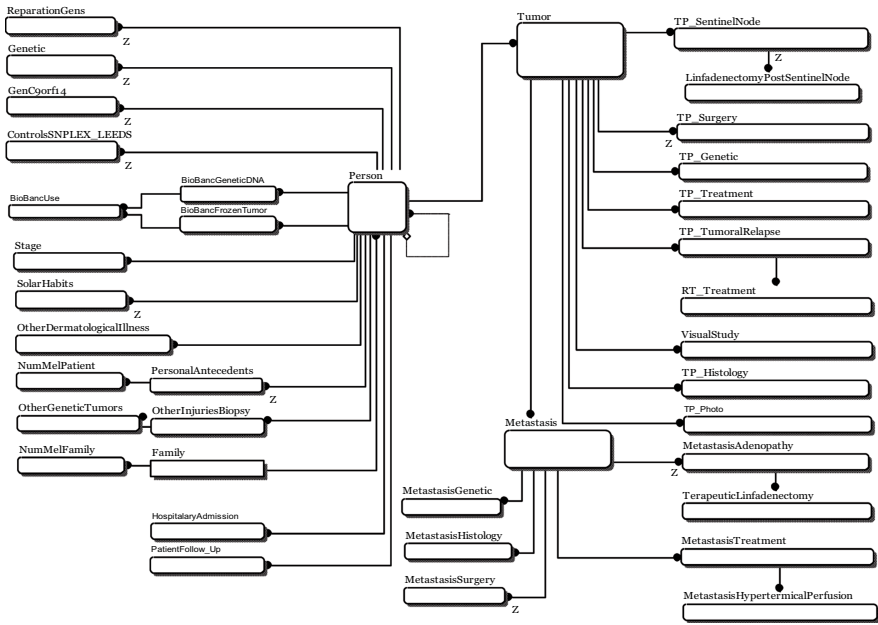 ReparationGens
Z
Genetic
Z
GenC9orf14
Z
ControlsSNPLEX_LEEDS
Z
BioBancUse
BioBancGeneticDNA
BioBancFrozenTumor
Person
Stage
SolarHabits
Z
OtherDermatologicalIllness
NumMelPatient
PersonalAntecedents
Z
OtherGeneticTumors
OtherInjuriesBiopsy
NumMelFamily
Family
HospitalaryAdmission
PatientFollow_Up
Tumor
TP_SentinelNode
Z
LinfadenectomyPostSentinelNode
TP_Surgery
Z
TP_Genetic
TP_Treatment
TP_TumoralRelapse
RT_Treatment
VisualStudy
TP_Histology
TP_Photo
Metastasis
MetastasisAdenopathy
Z
TerapeuticLinfadenectomy
MetastasisGenetic
MetastasisHistology
MetastasisSurgery
Z
MetastasisTreatment
MetastasisHypertermicalPerfusion